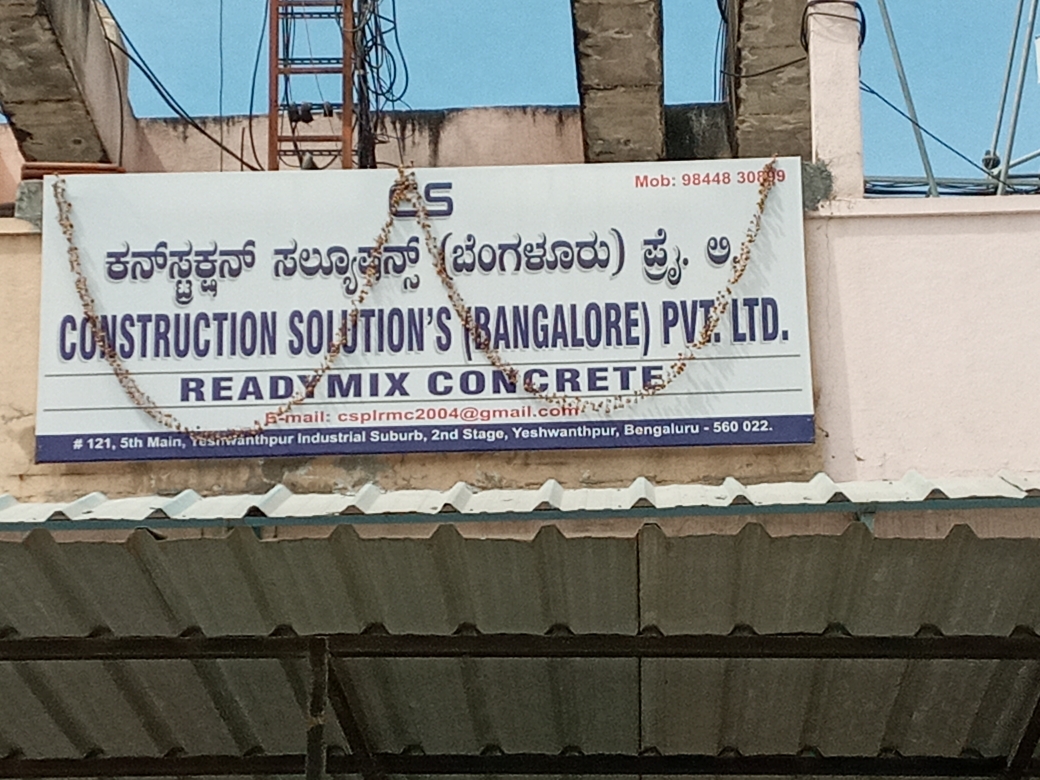 Mob: 98844 30899
CS
ಕನ್‌ಸ್ಟ್ರಕ್ಷನ್ ಸಲ್ಯೂಷನ್ಸ್ (ಬೆಂಗಳೂರು) ಪ್ರೈ. ಲಿ.
CONSTRUCTION SOLUTION'S (BANGALORE) PVT. LTD.
READYMIX CONCRETE
E-mail: csplrmc2004@gmail.com
# 121, 5th Main, Yeshwanthpur Industrial Suburb, 2nd Stage, Yeshwanthpur, Bengaluru - 560 022.